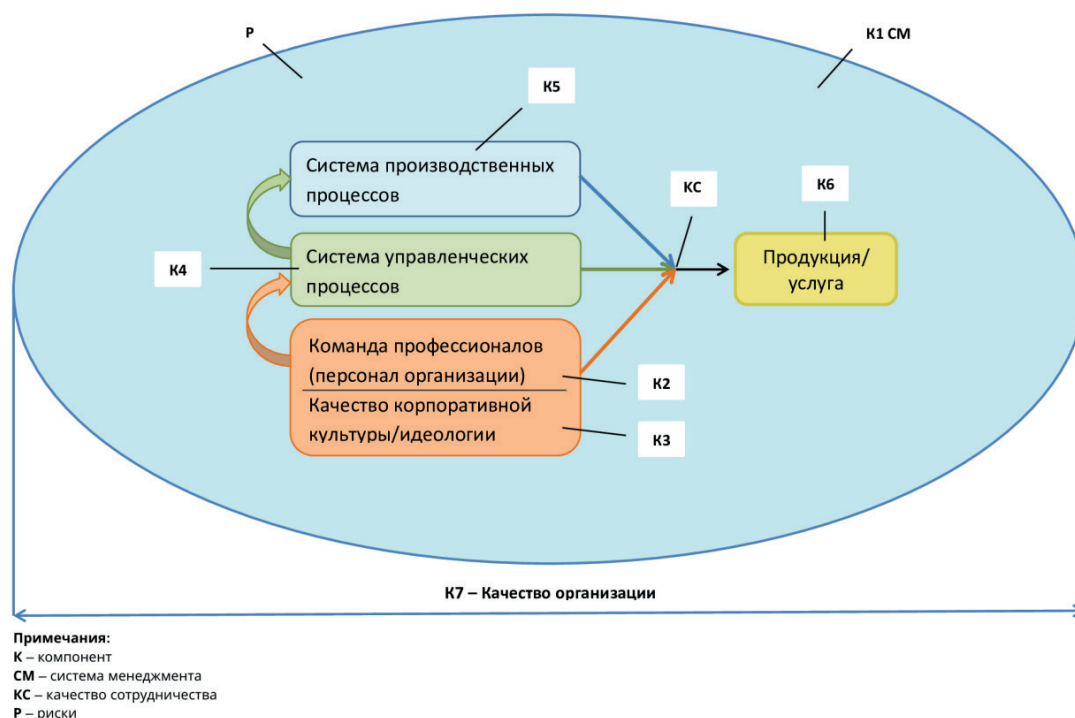 Р
К1 СМ
К5
Система производственных
процессов
КС
К6
К4
Система управленческих
процессов
Продукция/
услуга
Команда профессионалов
(персонал организации)
К2
Качество корпоративной
культуры/идеологии
К3
К7 – Качество организации
Примечания:
К – компонент
СМ – система менеджмента
КС – качество сотрудничества
Р – риски